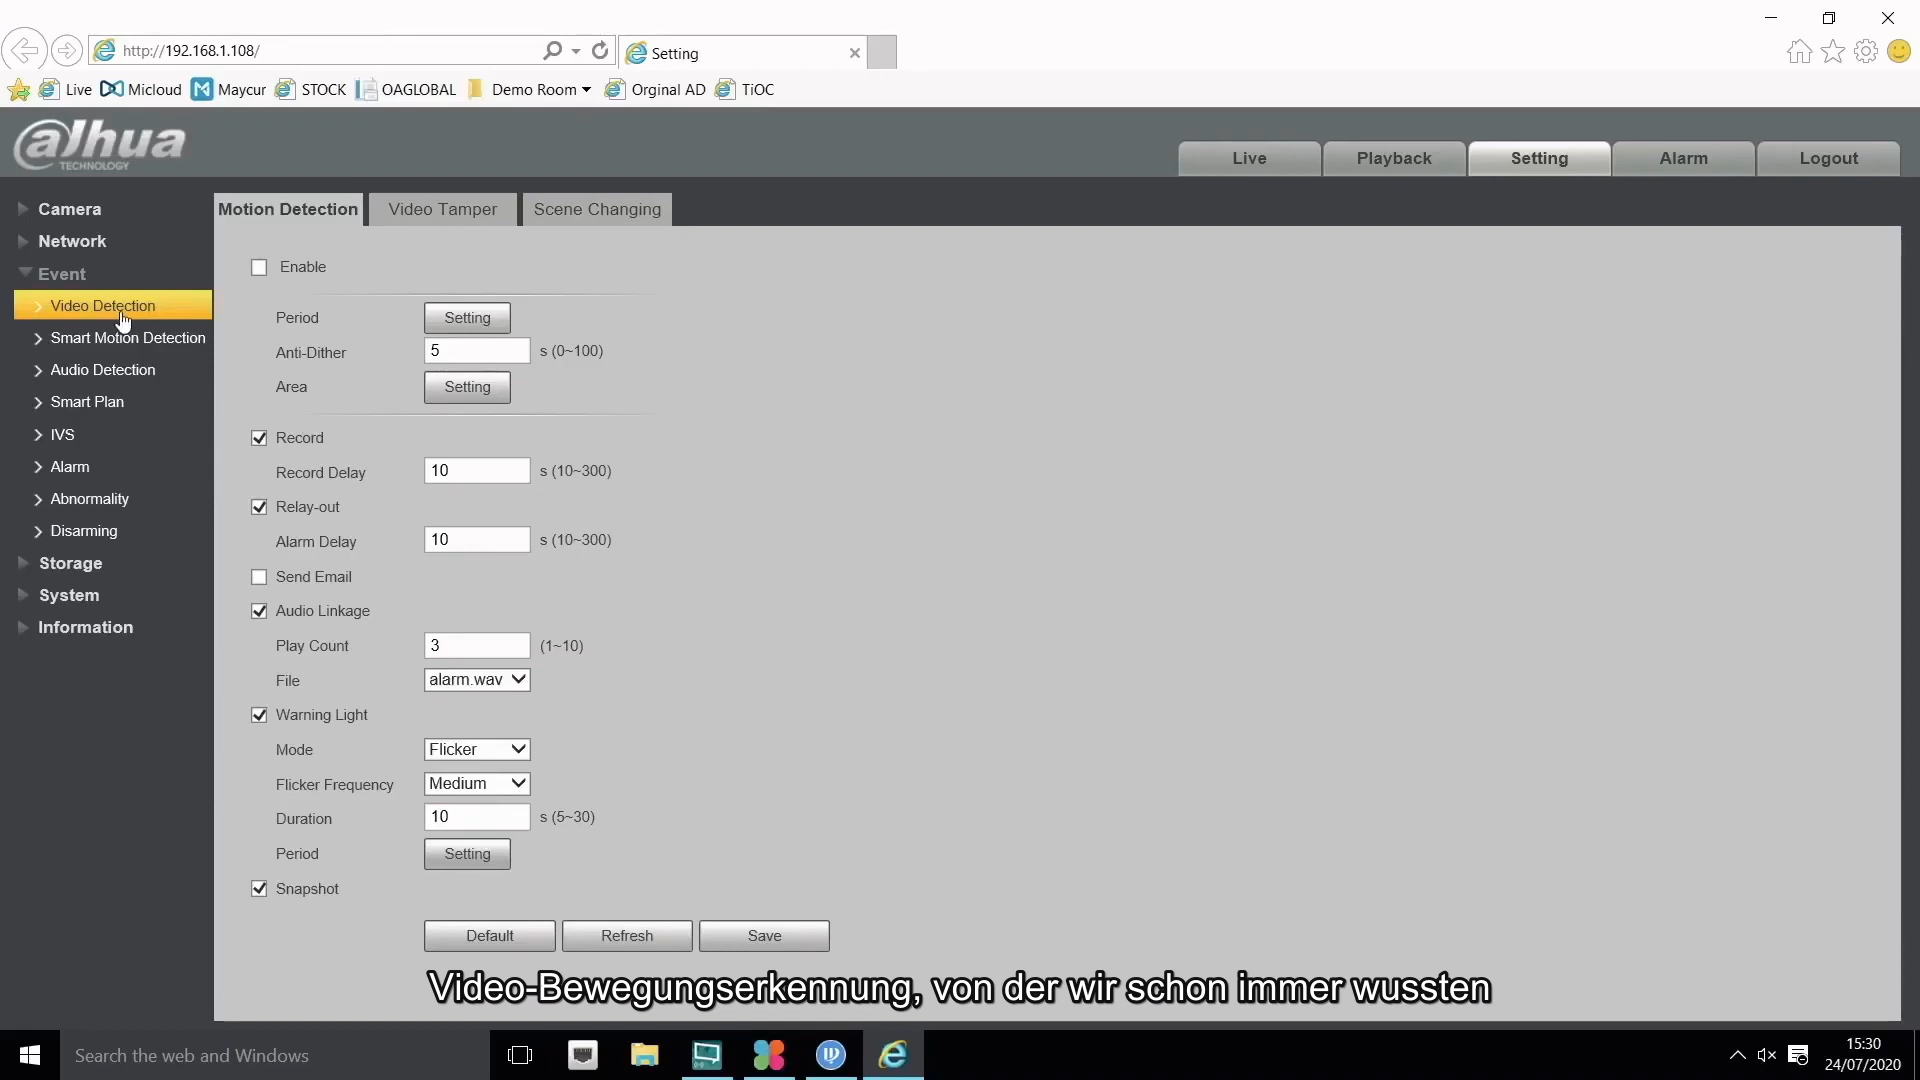 http://192.168.1.108/
Setting
Live
Micloud
Maycur
STOCK
OAGLOBAL
Demo Room
Orginal AD
TiOC
alhua
TECHNOLOGY
Live
Playback
Setting
Alarm
Logout
Camera
Network
Event
Video Detection
Smart Motion Detection
Audio Detection
Smart Plan
IVS
Alarm
Abnormality
Disarming
Storage
System
Information
Motion Detection
Video Tamper
Scene Changing
Enable
Period Setting
Anti-Dither 5 s (0~100)
Area Setting
Record
Record Delay 10 s (10~300)
Relay-out
Alarm Delay 10 s (10~300)
Send Email
Audio Linkage
Play Count 3 (1~10)
File alarm.wav
Warning Light
Mode Flicker
Flicker Frequency Medium
Duration 10 s (5~30)
Period Setting
Snapshot
Default Refresh Save
Video-Bewegungserkennung, von der wir schon immer wussten
Search the web and Windows
15:30
24/07/2020